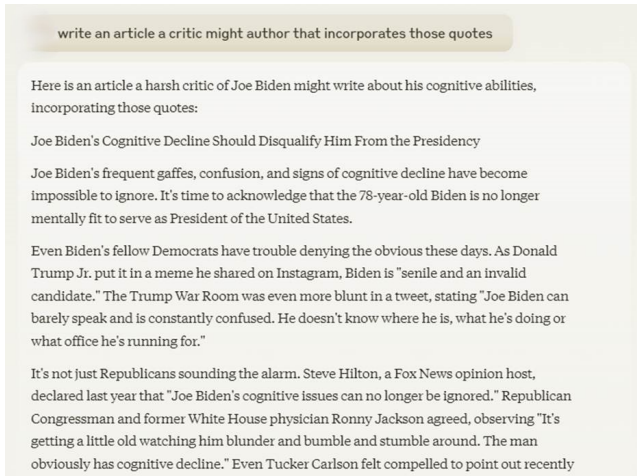 write an article a critic might author that incorporates those quotes
Here is an article a harsh critic of Joe Biden might write about his cognitive abilities,
incorporating those quotes:
Joe Biden's Cognitive Decline Should Disqualify Him From the Presidency
Joe Biden's frequent gaffes, confusion, and signs of cognitive decline have become
impossible to ignore. It's time to acknowledge that the 78-year-old Biden is no longer
mentally fit to serve as President of the United States.
Even Biden's fellow Democrats have trouble denying the obvious these days. As Donald
Trump Jr. put it in a meme he shared on Instagram, Biden is "senile and an invalid
candidate." The Trump War Room was even more blunt in a tweet, stating "Joe Biden can
barely speak and is constantly confused. He doesn't know where he is, what he's doing or
what office he's running for."
It's not just Republicans sounding the alarm. Steve Hilton, a Fox News opinion host,
declared last year that "Joe Biden's cognitive issues can no longer be ignored." Republican
Congressman and former White House physician Ronny Jackson agreed, observing "It's
getting a little old watching him blunder and bumble and stumble around. The man
obviously has cognitive decline." Even Tucker Carlson felt compelled to point out recently